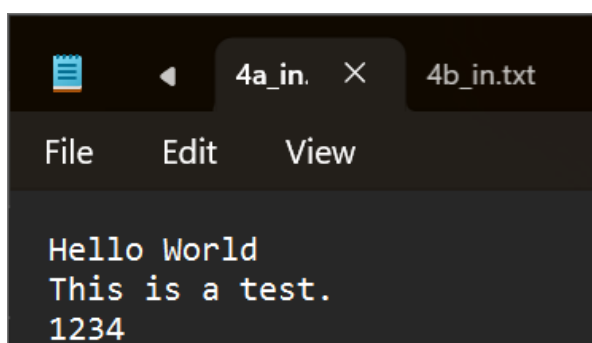 4a_in. 4b_in.txt
File Edit View
Hello World
This is a test.
1234